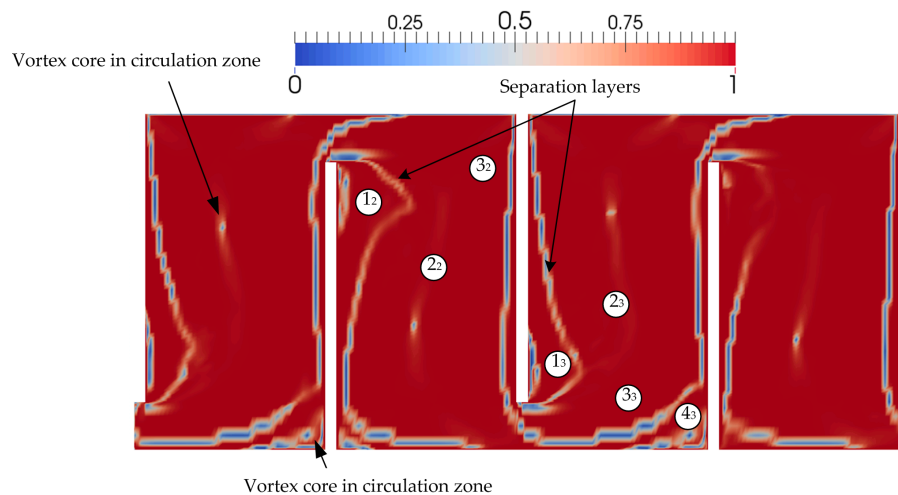 0.25 0.5 0.75
0 1
Vortex core in circulation zone
Separation layers
3₂
1₂
2₂
2₃
1₃
3₃
4₃
Vortex core in circulation zone